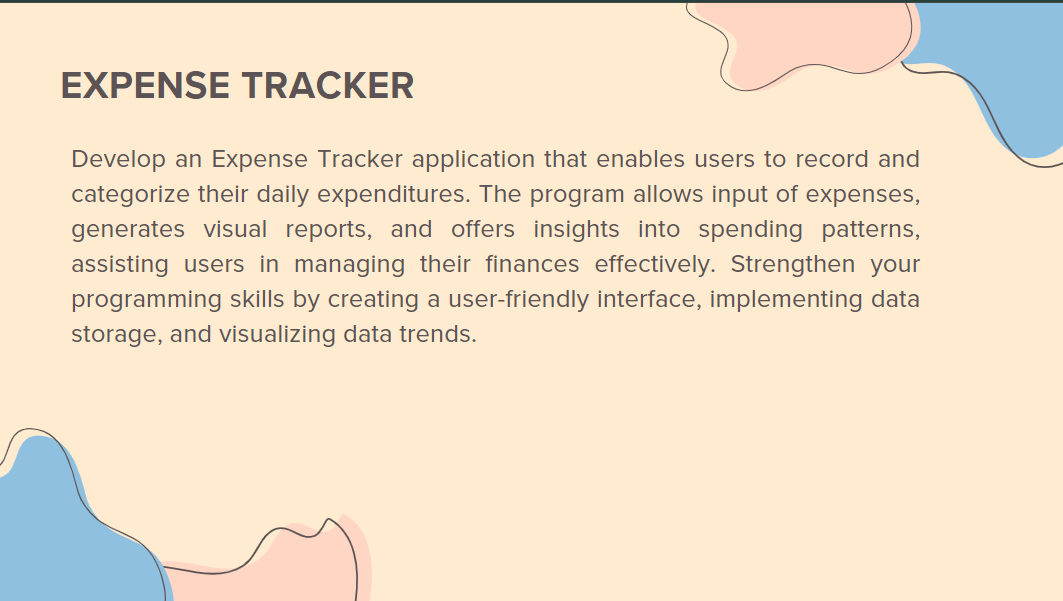 EXPENSE TRACKER
Develop an Expense Tracker application that enables users to record and
categorize their daily expenditures. The program allows input of expenses,
generates visual reports, and offers insights into spending patterns,
assisting users in managing their finances effectively. Strengthen your
programming skills by creating a user-friendly interface, implementing data
storage, and visualizing data trends.